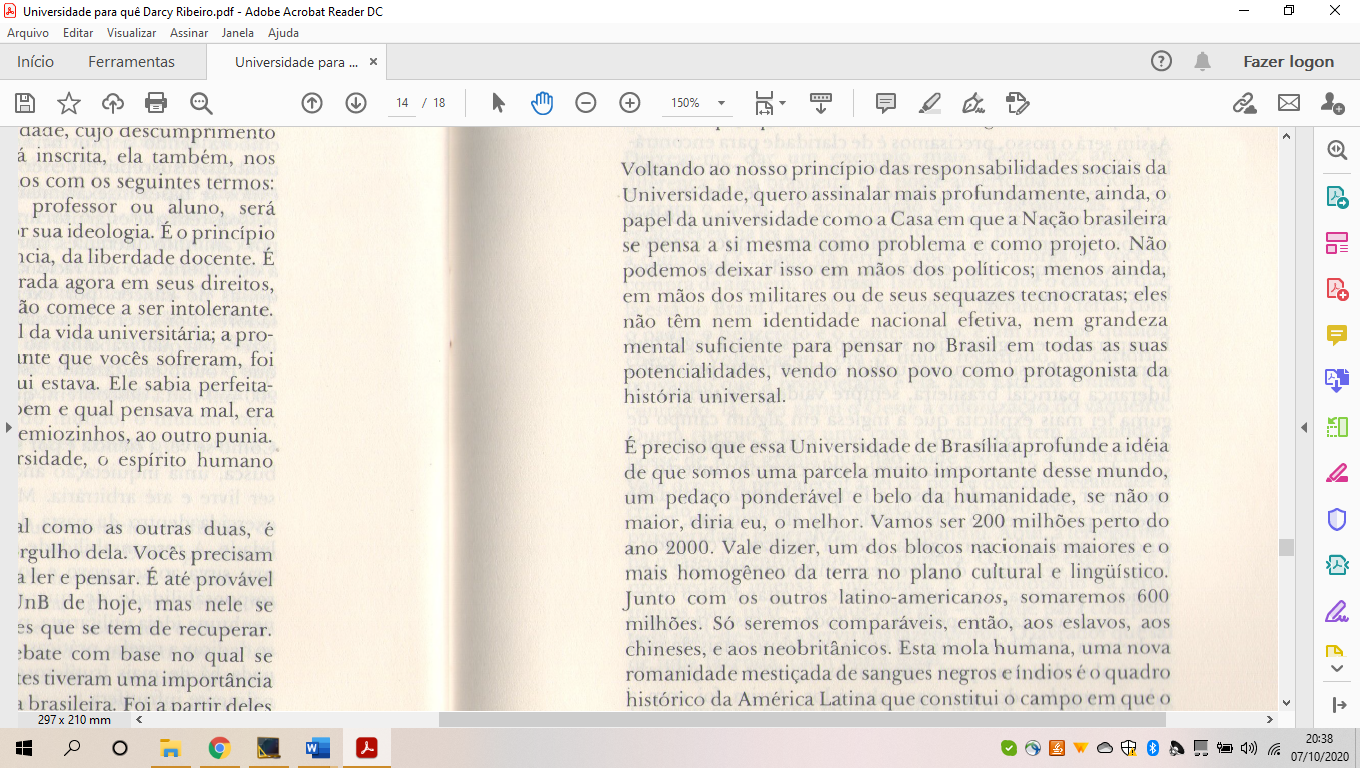 Universidade para quê Darcy Ribeiro.pdf - Adobe Acrobat Reader DC
Arquivo Editar Visualizar Assinar Janela Ajuda
Início Ferramentas Universidade para ... × Fazer logon
14 / 18 150%
dade, cujo descumprimento
á inscrita, ela também, nos
os com os seguintes termos:
professor ou aluno, será
r sua ideologia. É o princípio
ncia, da liberdade docente. É
rada agora em seus direitos,
ão comece a ser intolerante.
l da vida universitária; a pro-
ante que vocês sofreram, foi
ui estava. Ele sabia perfeita-
bem e qual pensava mal, era
emiozinhos, ao outro punia.
rsidade, o espírito humano
al como as outras duas, é
orgulho dela. Vocês precisam
a ler e pensar. É até provável
UnB de hoje, mas nele se
es que se tem de recuperar.
ebate com base no qual se
tes tiveram uma importância
a brasileira. Foi a partir deles
Voltando ao nosso princípio das responsabilidades sociais da
Universidade, quero assinalar mais profundamente, ainda, o
papel da universidade como a Casa em que a Nação brasileira
se pensa a si mesma como problema e como projeto. Não
podemos deixar isso em mãos dos políticos; menos ainda,
em mãos dos militares ou de seus sequazes tecnocratas; eles
não têm nem identidade nacional efetiva, nem grandeza
mental suficiente para pensar no Brasil em todas as suas
potencialidades, vendo nosso povo como protagonista da
história universal.
É preciso que essa Universidade de Brasília aprofunde a idéia
de que somos uma parcela muito importante desse mundo,
um pedaço ponderável e belo da humanidade, se não o
maior, diria eu, o melhor. Vamos ser 200 milhões perto do
ano 2000. Vale dizer, um dos blocos nacionais maiores e o
mais homogêneo da terra no plano cultural e lingüístico.
Junto com os outros latino-americanos, somaremos 600
milhões. Só seremos comparáveis, então, aos eslavos, aos
chineses, e aos neobritânicos. Esta mola humana, uma nova
romanidade mestiçada de sangues negros e índios é o quadro
histórico da América Latina que constitui o campo em que o
297 x 210 mm
20:38
07/10/2020